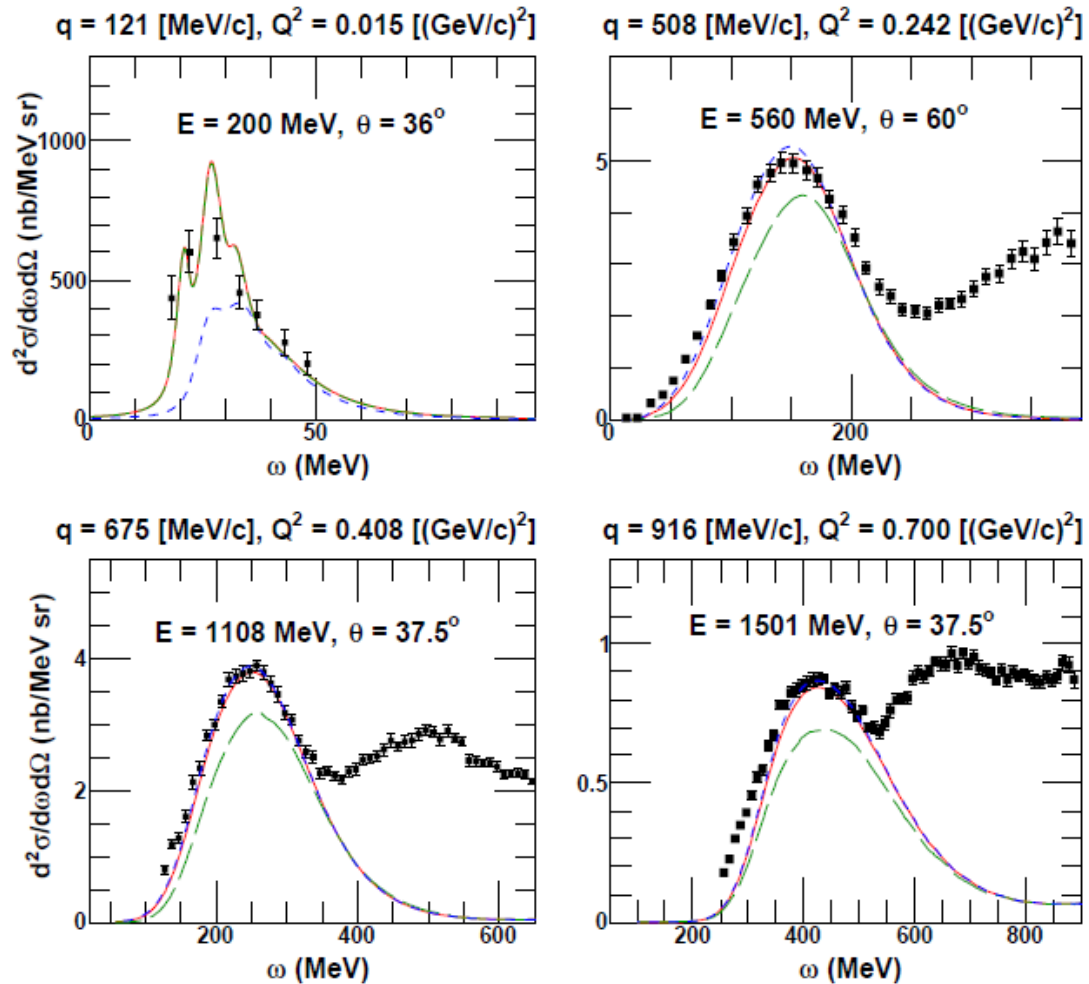 q = 121 [MeV/c], Q² = 0.015 [(GeV/c)²]
E = 200 MeV, θ = 36°
d²σ/dωdΩ (nb/MeV sr)
1000
500
0
0 50
ω (MeV)
q = 508 [MeV/c], Q² = 0.242 [(GeV/c)²]
E = 560 MeV, θ = 60°
5
0
0 200
ω (MeV)
q = 675 [MeV/c], Q² = 0.408 [(GeV/c)²]
E = 1108 MeV, θ = 37.5°
d²σ/dωdΩ (nb/MeV sr)
4
2
0
200 400 600
ω (MeV)
q = 916 [MeV/c], Q² = 0.700 [(GeV/c)²]
E = 1501 MeV, θ = 37.5°
1
0.5
0
200 400 600 800
ω (MeV)